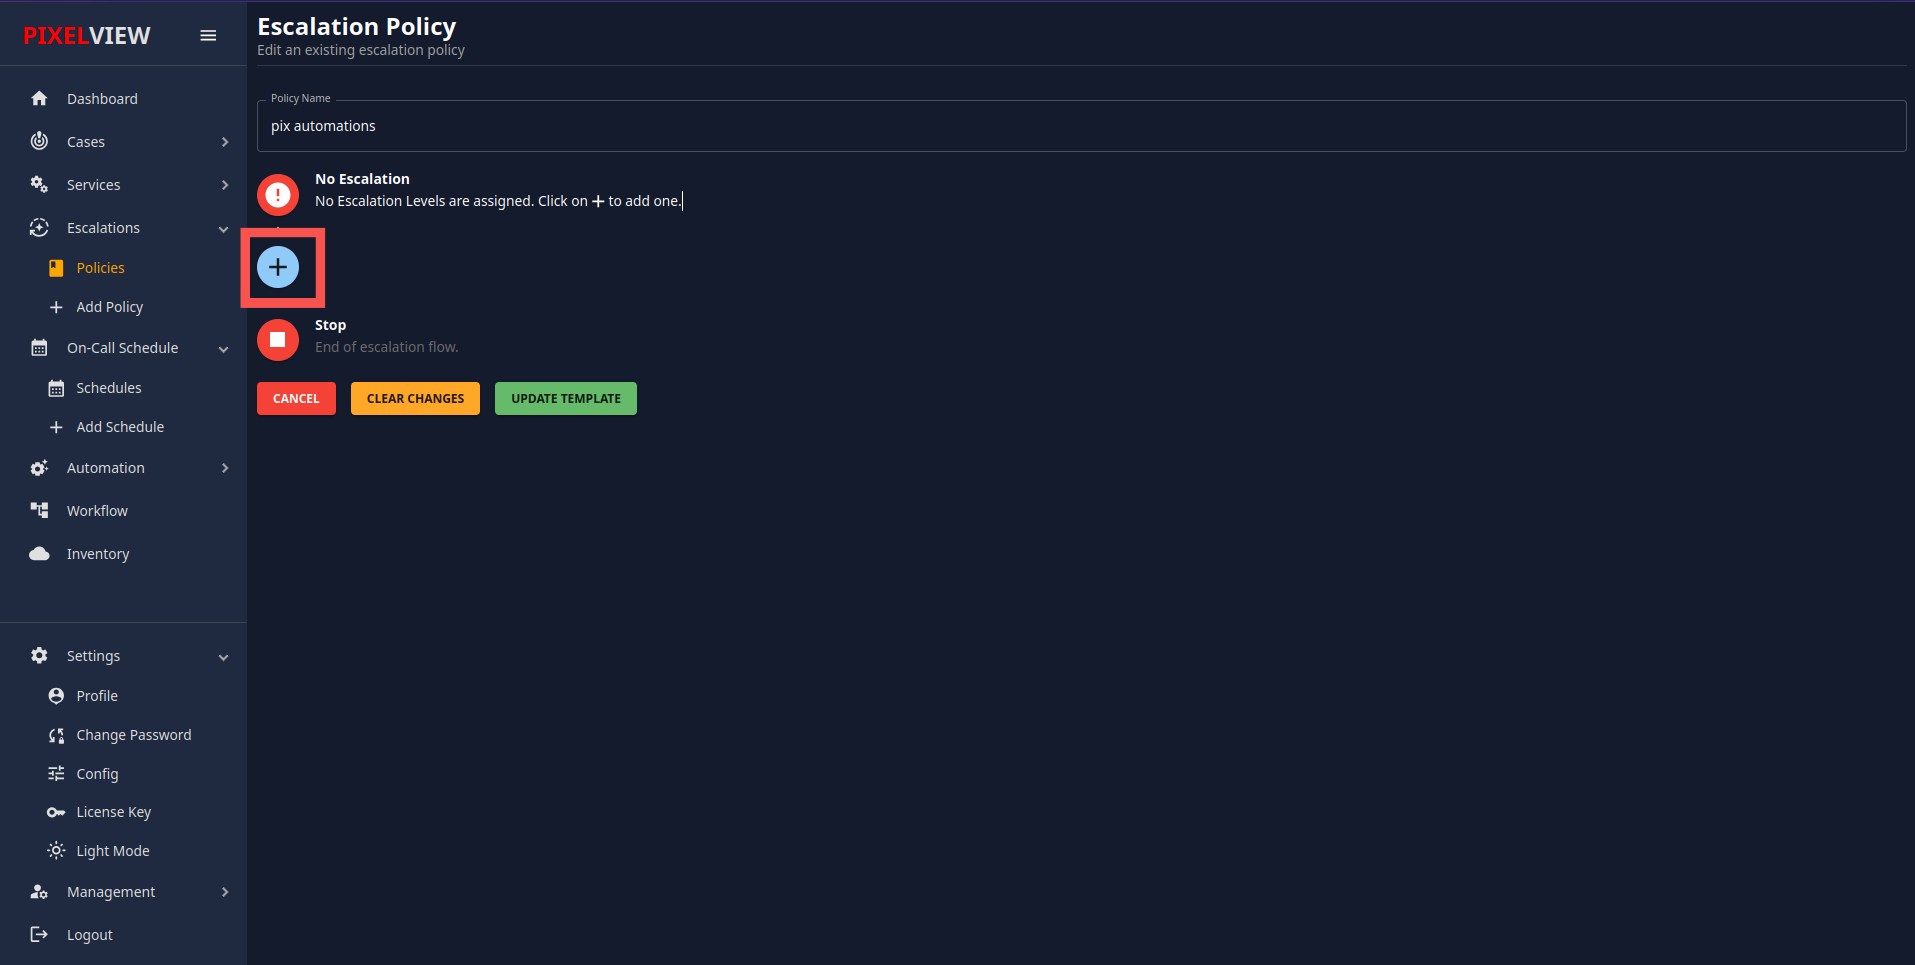 PIXELVIEW
Dashboard
Cases
Services
Escalations
Policies
Add Policy
On-Call Schedule
Schedules
Add Schedule
Automation
Workflow
Inventory
Settings
Profile
Change Password
Config
License Key
Light Mode
Management
Logout
Escalation Policy
Edit an existing escalation policy
Policy Name
pix automations
No Escalation
No Escalation Levels are assigned. Click on + to add one.
Stop
End of escalation flow.
CANCEL CLEAR CHANGES UPDATE TEMPLATE